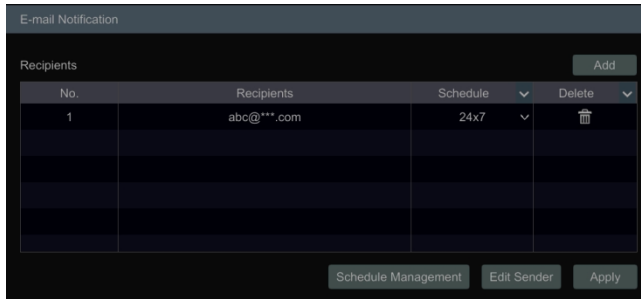 E-mail Notification
Recipients Add
No. Recipients Schedule Delete
1 abc@***.com 24x7
Schedule Management Edit Sender Apply